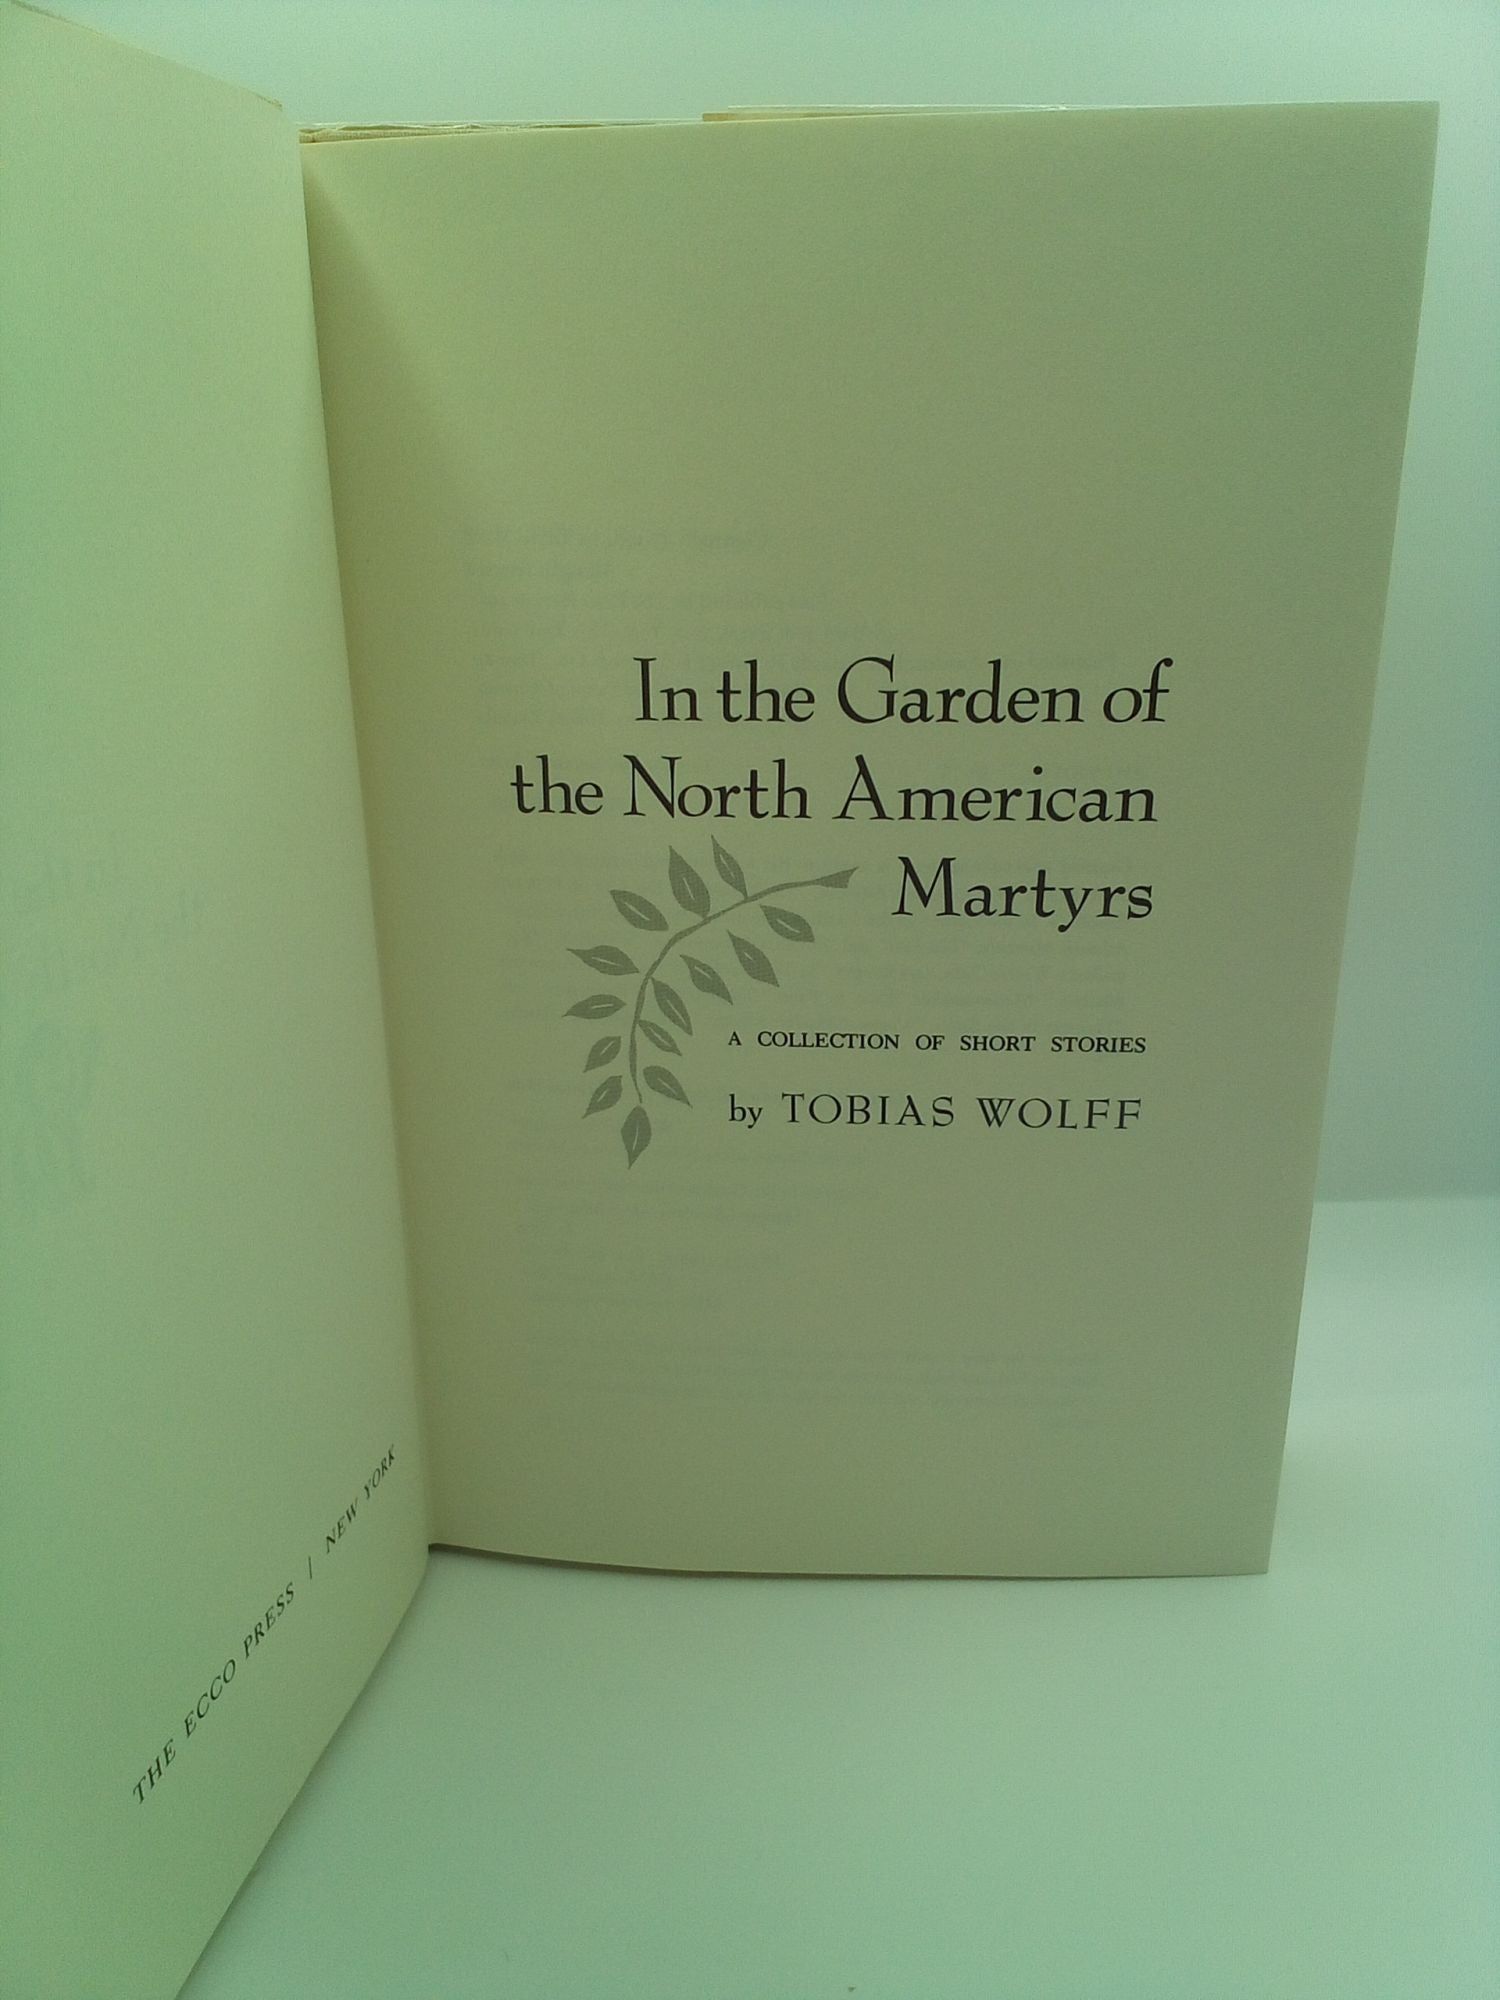 THE ECCO PRESS | NEW YORK
In the Garden of
the North American
Martyrs
A COLLECTION OF SHORT STORIES
by TOBIAS WOLFF